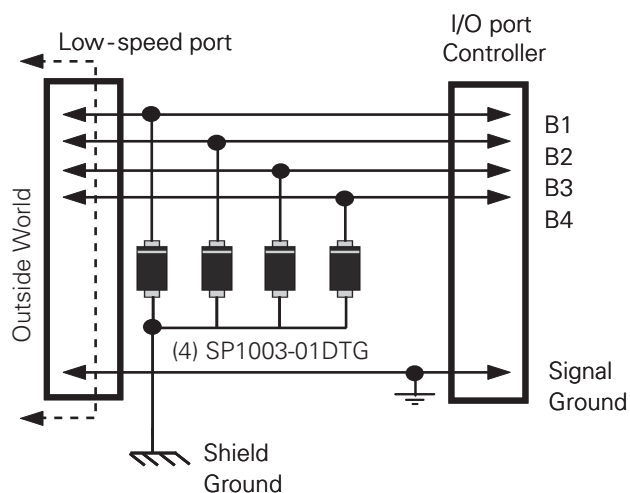 Low-speed port
I/O port
Controller
B1
B2
B3
B4
Outside World
(4) SP1003-01DTG
Signal
Ground
Shield
Ground